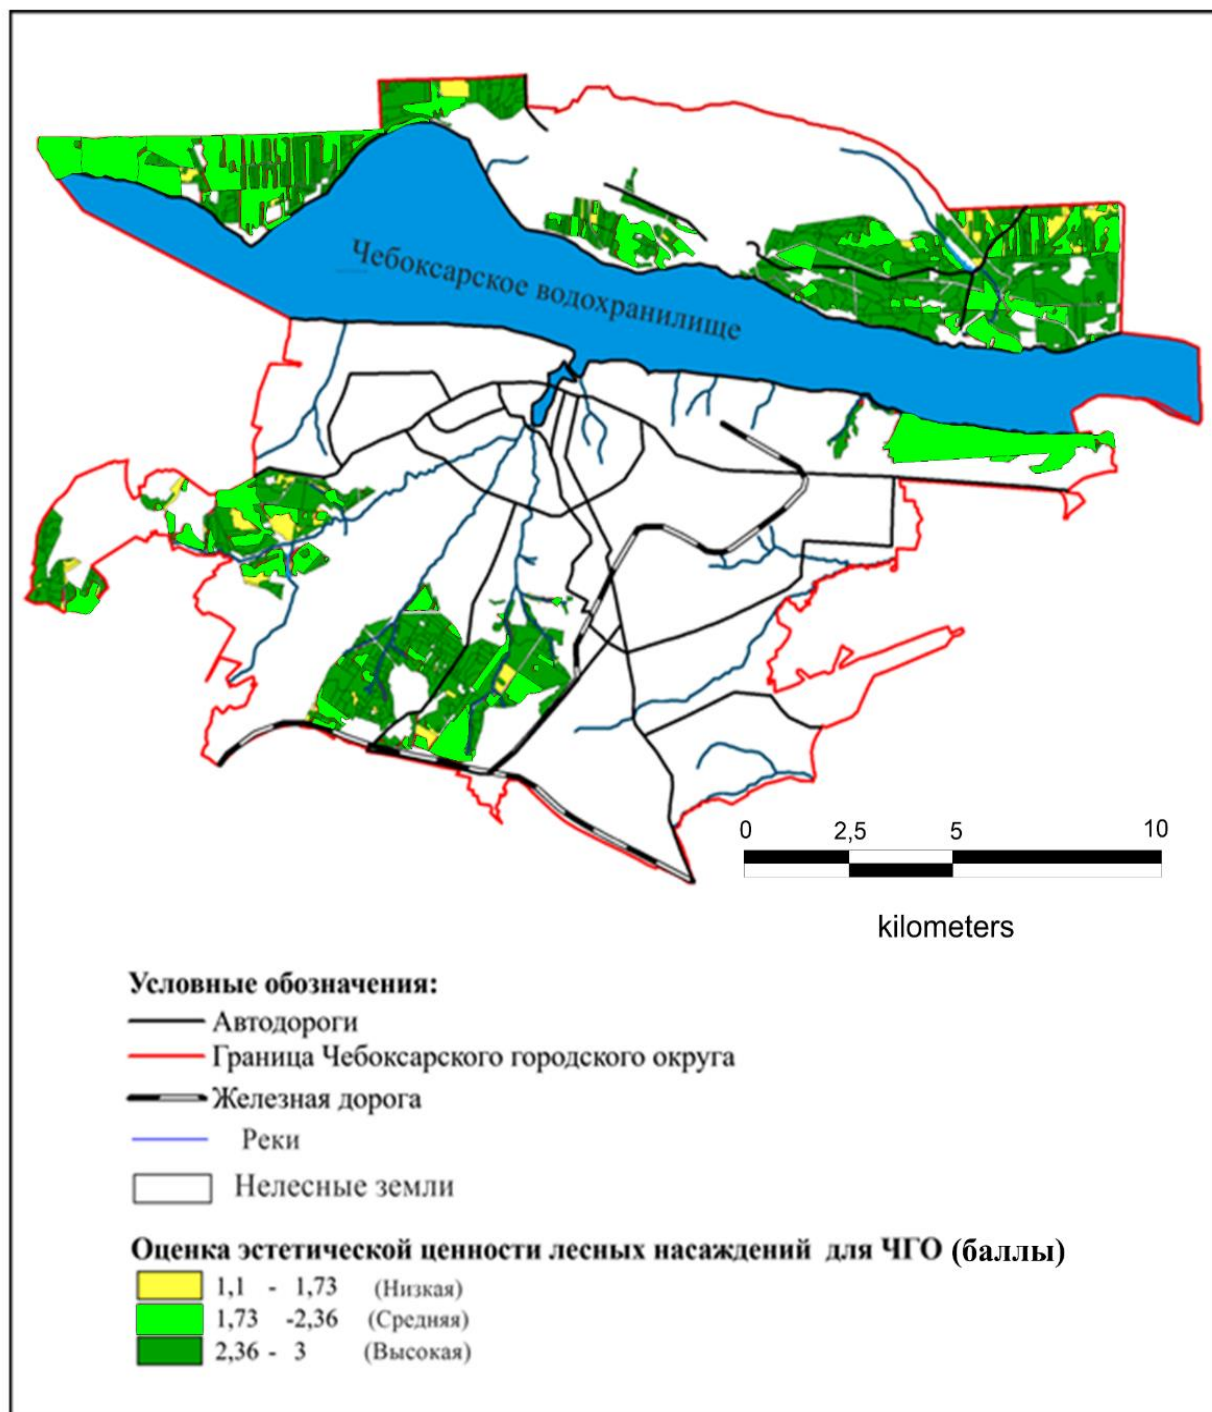 Чебоксарское водохранилище
0 2,5 5 10
kilometers
Условные обозначения:
Автодороги
Граница Чебоксарского городского округа
Железная дорога
Реки
Нелесные земли
Оценка эстетической ценности лесных насаждений для ЧГО (баллы)
1,1 - 1,73 (Низкая)
1,73 -2,36 (Средняя)
2,36 - 3 (Высокая)